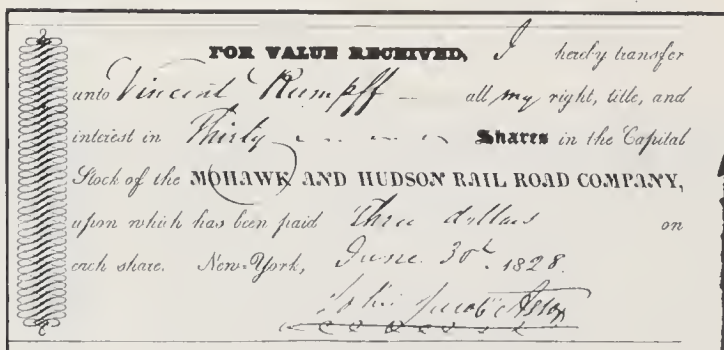 FOR VALUE RECEIVED, I hereby transfer
unto Vincent Rumpff — all my right, title, and
interest in Thirty Shares in the Capital
Stock of the MOHAWK AND HUDSON RAIL ROAD COMPANY,
upon which has been paid Three dollars on
each share. New-York, June 30th. 1828.
John Jacob Astor